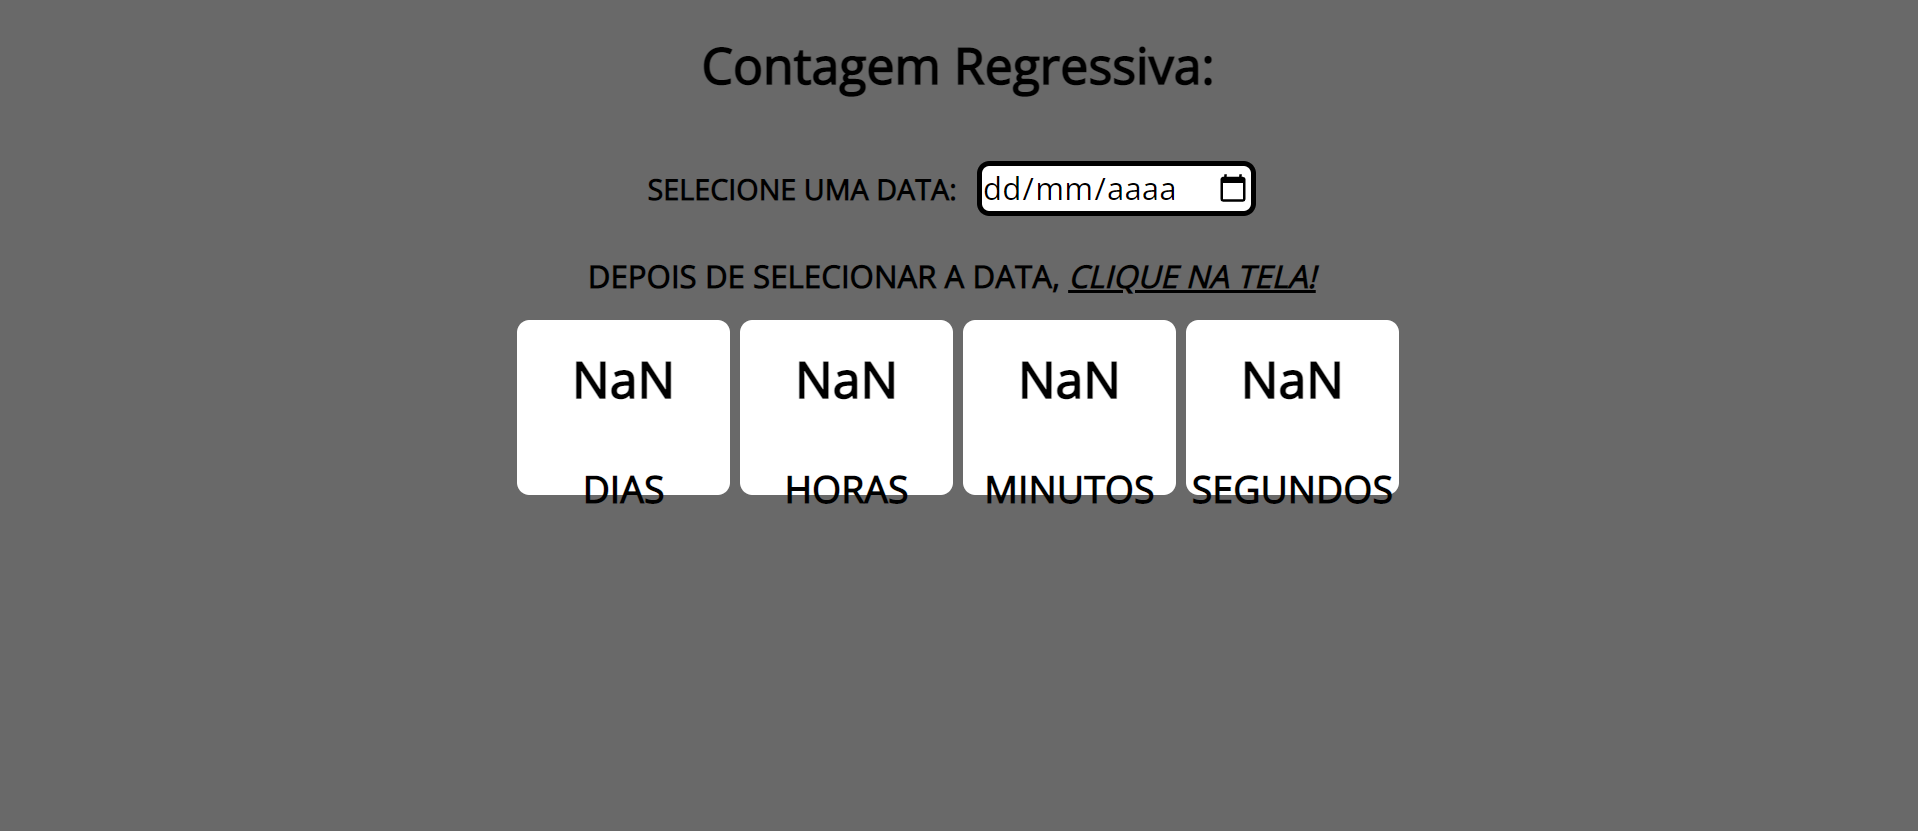 Contagem Regressiva:
SELECIONE UMA DATA: dd/mm/aaaa
DEPOIS DE SELECIONAR A DATA, CLIQUE NA TELA!
NaN NaN NaN NaN
DIAS HORAS MINUTOS SEGUNDOS